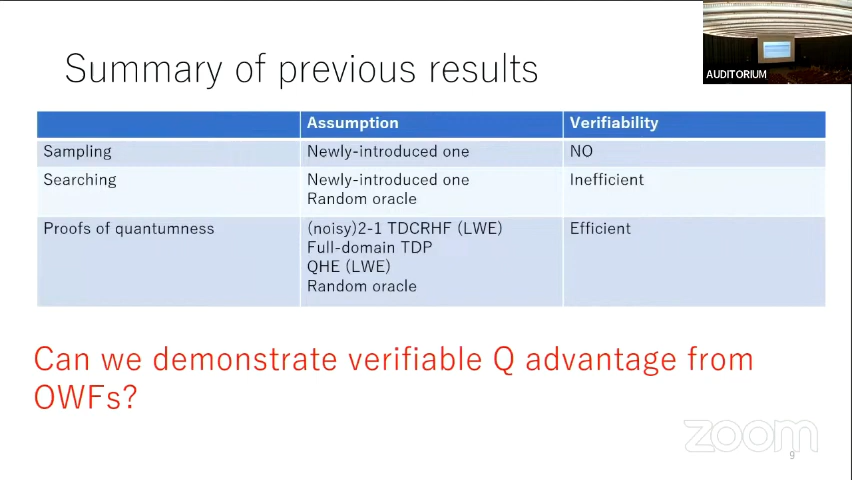 AUDITORIUM
Summary of previous results
Assumption Verifiability
Sampling Newly-introduced one NO
Searching Newly-introduced one Inefficient
Random oracle
Proofs of quantumness (noisy)2-1 TDCRHF (LWE) Efficient
Full-domain TDP
QHE (LWE)
Random oracle
Can we demonstrate verifiable Q advantage from
OWFs?
zoom
9